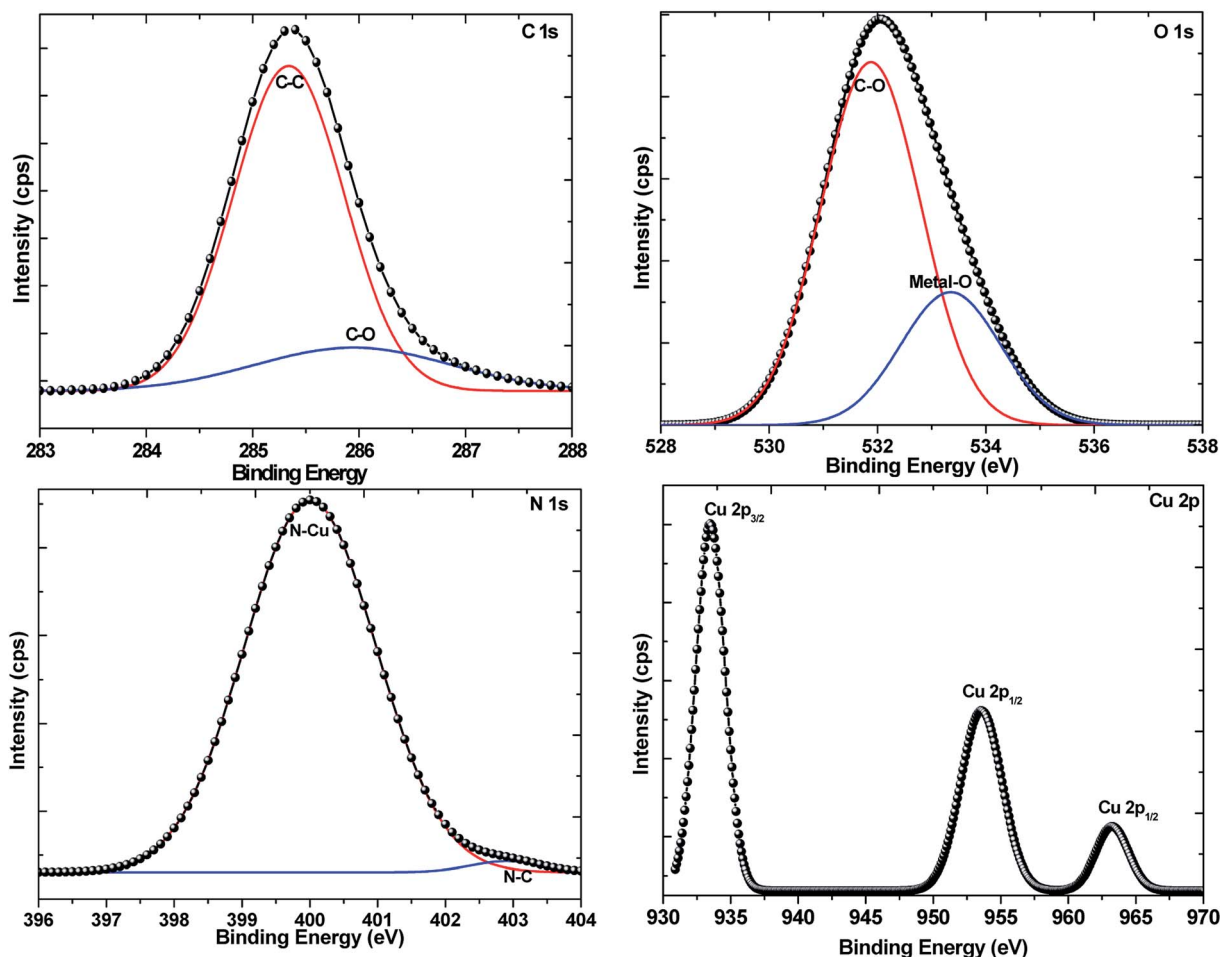 C 1s
C-C
C-O
Intensity (cps)
283 284 285 286 287 288
Binding Energy
O 1s
C-O
Metal-O
Intensity (cps)
528 530 532 534 536 538
Binding Energy (eV)
N 1s
N-Cu
N-C
Intensity (cps)
396 397 398 399 400 401 402 403 404
Binding Energy (eV)
Cu 2p
Cu 2p3/2
Cu 2p1/2
Cu 2p1/2
Intensity (cps)
930 935 940 945 950 955 960 965 970
Binding Energy (eV)